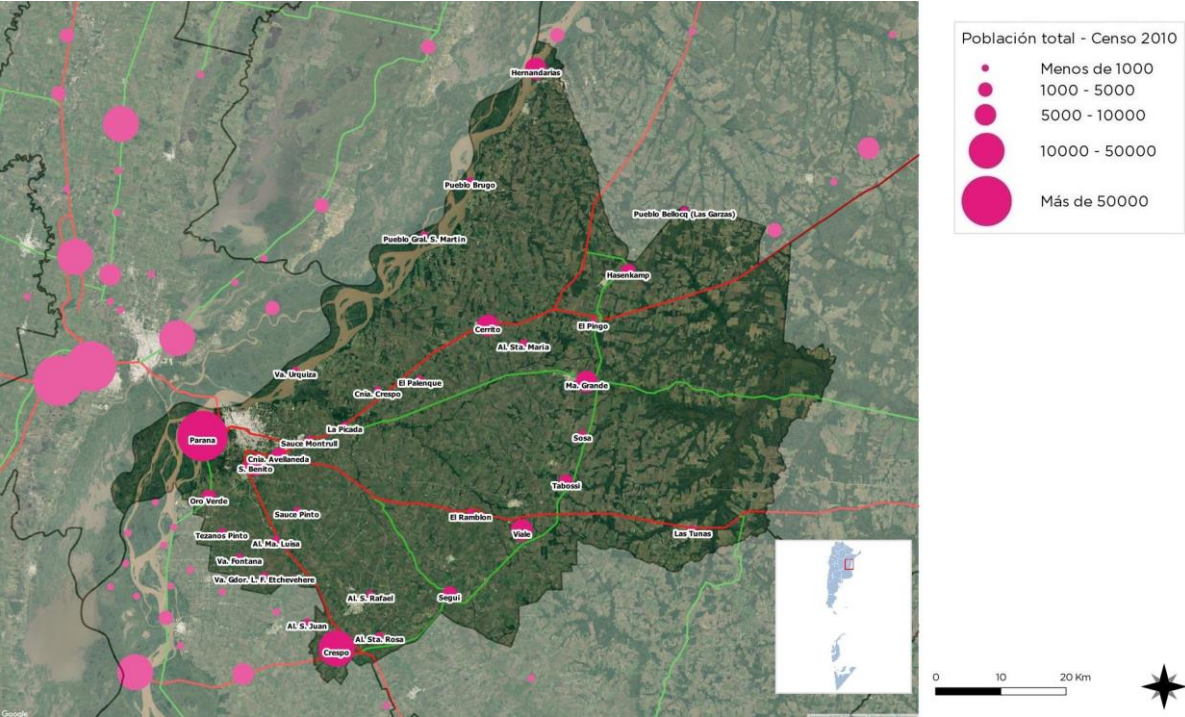 Población total - Censo 2010
Menos de 1000
1000 - 5000
5000 - 10000
10000 - 50000
Más de 50000
Hernandarias
Pueblo Brugo
Pueblo Bellocq (Las Garzas)
Pueblo Gral. S. Martin
Hasenkamp
Cerrito
El Pingo
Al. Sta. Maria
Va. Urquiza
El Palenque
Cnia. Crespo
Ma. Grande
La Picada
Parana
Sauce Montrull
Sosa
Cnia. Avellaneda
S. Benito
Tabossi
Oro Verde
Sauce Pinto
El Ramblon
Tezanos Pinto
Viale
Las Tunas
Al. Ma. Luisa
Va. Fontana
Va. Gdor. L. F. Etchevehere
Al. S. Rafael
Segui
Al. S. Juan
Al. Sta. Rosa
Crespo
0 10 20 Km
Google